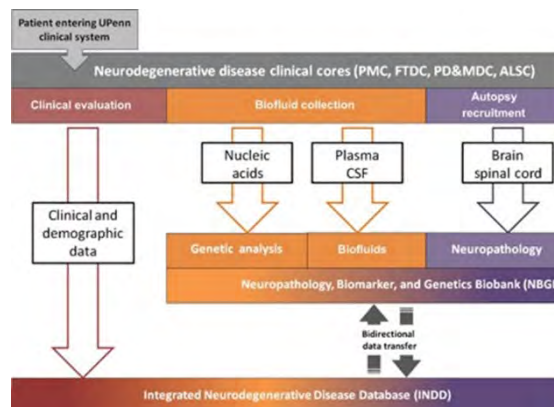 Patient entering UPenn
clinical system
Neurodegenerative disease clinical cores (PMC, FTDC, PD&MDC, ALSC)
Clinical evaluation
Biofluid collection
Autopsy
recruitment
Nucleic
acids
Plasma
CSF
Brain
spinal cord
Clinical and
demographic
data
Genetic analysis
Biofluids
Neuropathology
Neuropathology, Biomarker, and Genetics Biobank
Bidirectional
data transfer
Integrated Neurodegenerative Disease Database (INDD)